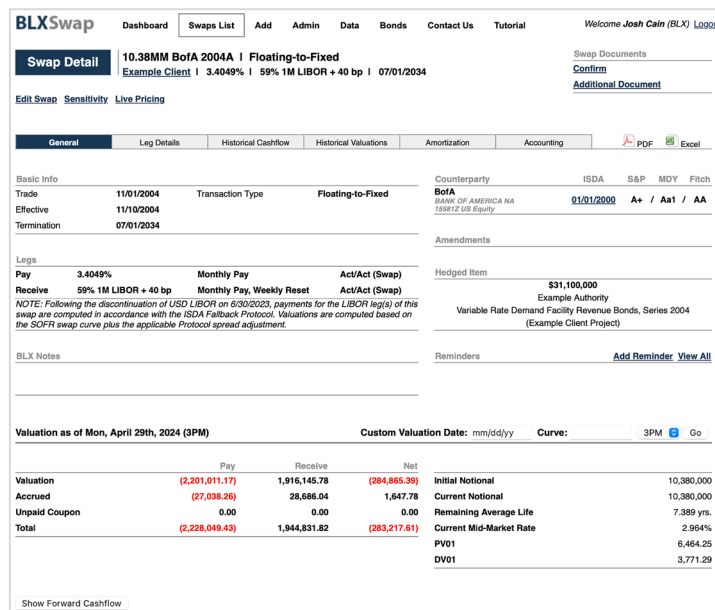 BLXSwap
Dashboard Swaps List Add Admin Data Bonds Contact Us Tutorial
Welcome Josh Cain (BLX)
Swap Detail
10.38MM BofA 2004A I Floating-to-Fixed
Example Client I 3.4049% I 59% 1M LIBOR + 40 bp I 07/01/2034
Swap Documents
Confirm
Additional Document
Edit Swap Sensitivity Live Pricing
General Leg Details Historical Cashflow Historical Valuations Amortization Accounting PDF Excel
Basic Info
Trade 11/01/2004 Transaction Type Floating-to-Fixed
Effective 11/10/2004
Termination 07/01/2034
Counterparty ISDA S&P MDY Fitch
BofA
BANK OF AMERICA NA
15581Z US Equity
01/01/2000 A+ / Aa1 / AA
Amendments
Legs
Pay 3.4049% Monthly Pay Act/Act (Swap)
Receive 59% 1M LIBOR + 40 bp Monthly Pay, Weekly Reset Act/Act (Swap)
NOTE: Following the discontinuation of USD LIBOR on 6/30/2023, payments for the LIBOR leg(s) of this
swap are computed in accordance with the ISDA Fallback Protocol. Valuations are computed based on
the SOFR swap curve plus the applicable Protocol spread adjustment.
Hedged Item
$31,100,000
Example Authority
Variable Rate Demand Facility Revenue Bonds, Series 2004
(Example Client Project)
BLX Notes
Reminders Add Reminder View All
Valuation as of Mon, April 29th, 2024 (3PM) Custom Valuation Date: mm/dd/yy Curve: 3PM Go
Pay Receive Net
Valuation (2,201,011.17) 1,916,145.78 (284,865.39)
Accrued (27,038.26) 28,686.04 1,647.78
Unpaid Coupon 0.00 0.00 0.00
Total (2,228,049.43) 1,944,831.82 (283,217.61)
Initial Notional 10,380,000
Current Notional 10,380,000
Remaining Average Life 7.389 yrs.
Current Mid-Market Rate 2.964%
PV01 6,464.25
DV01 3,771.29
Show Forward Cashflow